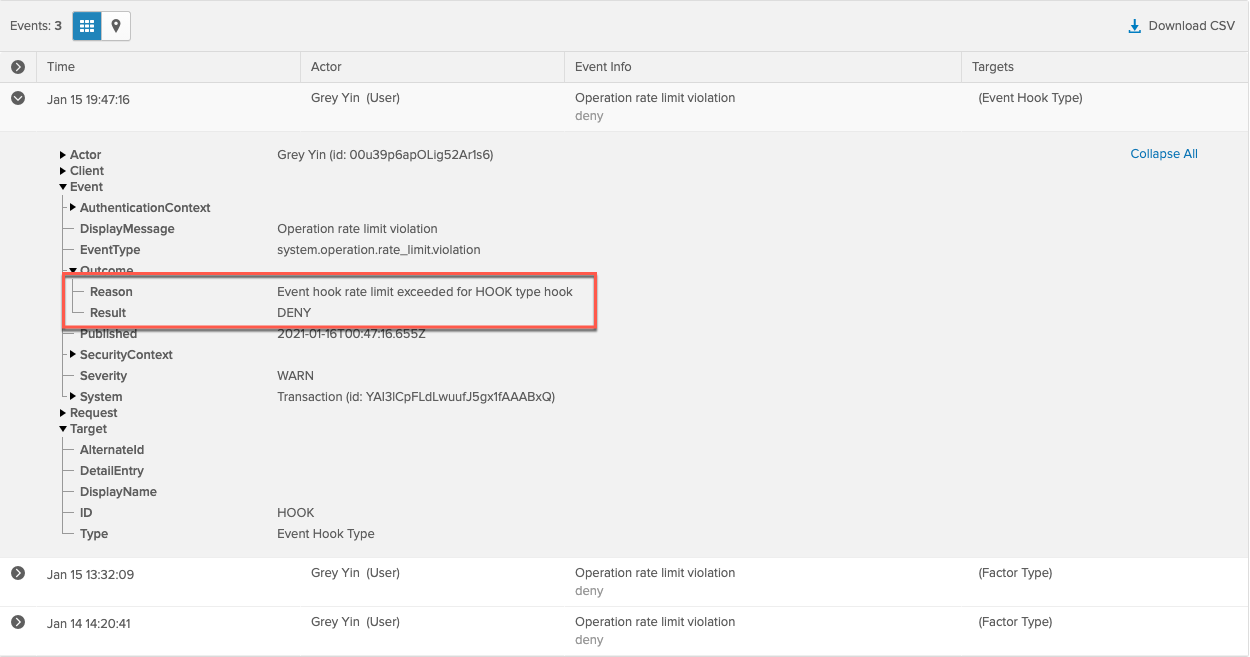 Events: 3
Download CSV
Time Actor Event Info Targets
Jan 15 19:47:16 Grey Yin (User) Operation rate limit violation (Event Hook Type)
deny
Actor Grey Yin (id: 00u39p6apOLig52Ar1s6) Collapse All
Client
Event
AuthenticationContext
DisplayMessage Operation rate limit violation
EventType system.operation.rate_limit.violation
Outcome
Reason Event hook rate limit exceeded for HOOK type hook
Result DENY
Published 2021-01-16T00:47:16.655Z
SecurityContext
Severity WARN
System Transaction (id: YAI3lCpFLdLwuufJ5gx1fAAABxQ)
Request
Target
AlternateId
DetailEntry
DisplayName
ID HOOK
Type Event Hook Type
Jan 15 13:32:09 Grey Yin (User) Operation rate limit violation (Factor Type)
deny
Jan 14 14:20:41 Grey Yin (User) Operation rate limit violation (Factor Type)
deny